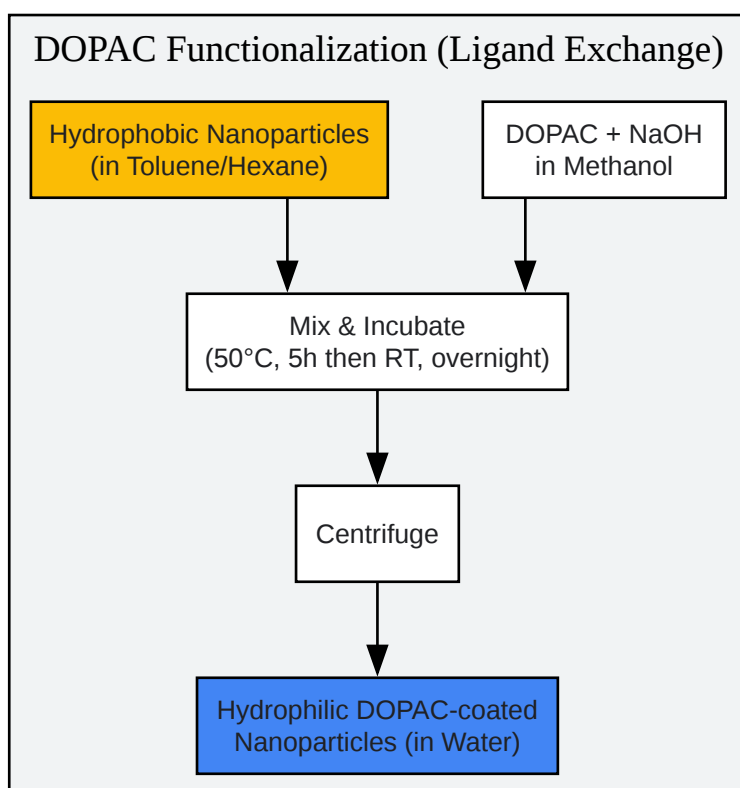 DOPAC Functionalization (Ligand Exchange)
Hydrophobic Nanoparticles
(in Toluene/Hexane)
DOPAC + NaOH
in Methanol
Mix & Incubate
(50°C, 5h then RT, overnight)
Centrifuge
Hydrophilic DOPAC-coated
Nanoparticles (in Water)